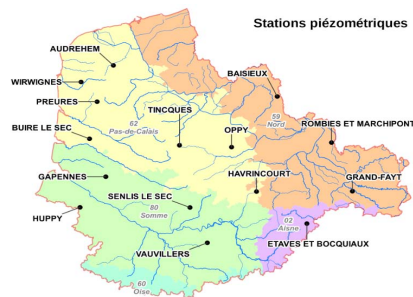 Stations piézométriques
AUDREHEM
BAISIEUX
WIRWIGNES
PREURES
TINCQUES
59
Nord
ROMBIES ET MARCHIPONT
62
Pas-de-Calais
OPPY
BUIRE LE SEC
GAPENNES
HAVRINCOURT
GRAND-FAYT
SENLIS LE SEC
80
Somme
02
Aisne
HUPPY
ETAVES ET BOCQUIAUX
VAUVILLERS
60
Oise